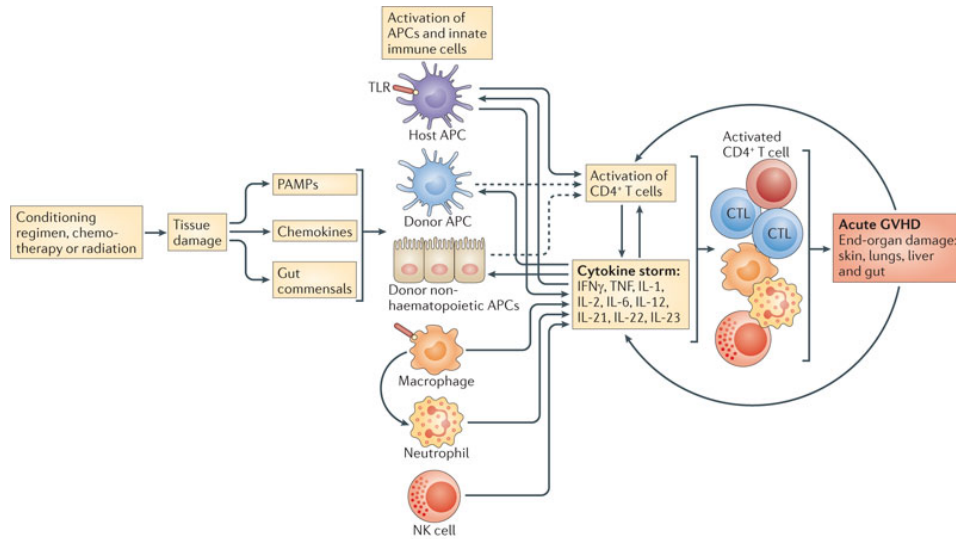 Activation of
APCs and innate
immune cells
TLR
Host APC
Donor APC
Donor non-
haematopoietic APCs
Macrophage
Neutrophil
NK cell
Conditioning
regimen, chemo-
therapy or radiation
Tissue
damage
PAMPs
Chemokines
Gut
commensals
Activation of
CD4⁺ T cells
Cytokine storm:
IFNγ, TNF, IL-1,
IL-2, IL-6, IL-12,
IL-21, IL-22, IL-23
Activated
CD4⁺ T cell
CTL
CTL
Acute GVHD
End-organ damage:
skin, lungs, liver
and gut